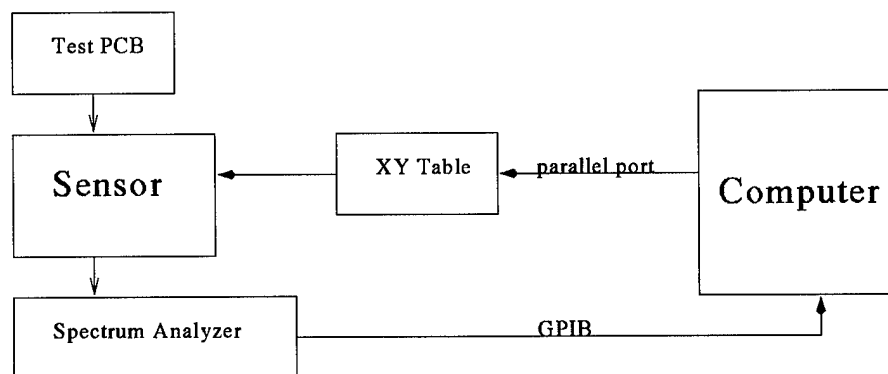 Test PCB
Sensor
XY Table
parallel port
Computer
Spectrum Analyzer
GPIB